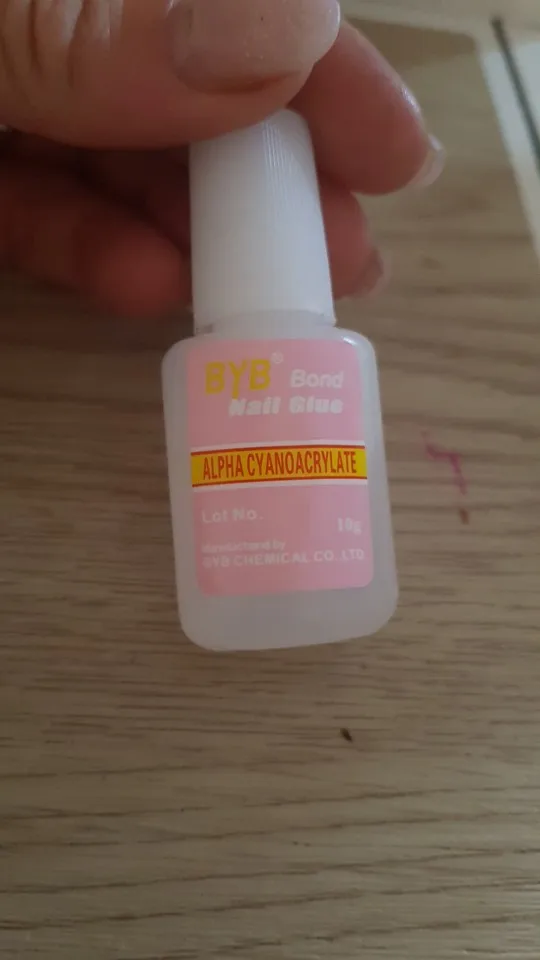 BYB® Bond
Nail Glue
ALPHA CYANOACRYLATE
Lot No.
10g
Manufactured by
BYB CHEMICAL CO. LTD